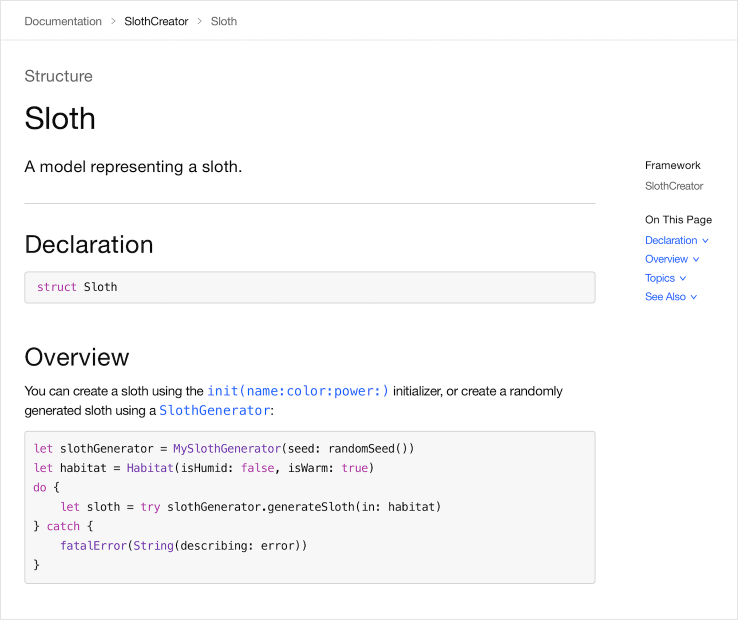 Documentation > SlothCreator > Sloth
Structure
Sloth
A model representing a sloth.
Framework
SlothCreator
On This Page
Declaration
Overview
Topics
See Also
Declaration
struct Sloth
Overview
You can create a sloth using the init(name:color:power:) initializer, or create a randomly
generated sloth using a SlothGenerator:
let slothGenerator = MySlothGenerator(seed: randomSeed())
let habitat = Habitat(isHumid: false, isWarm: true)
do {
    let sloth = try slothGenerator.generateSloth(in: habitat)
} catch {
    fatalError(String(describing: error))
}